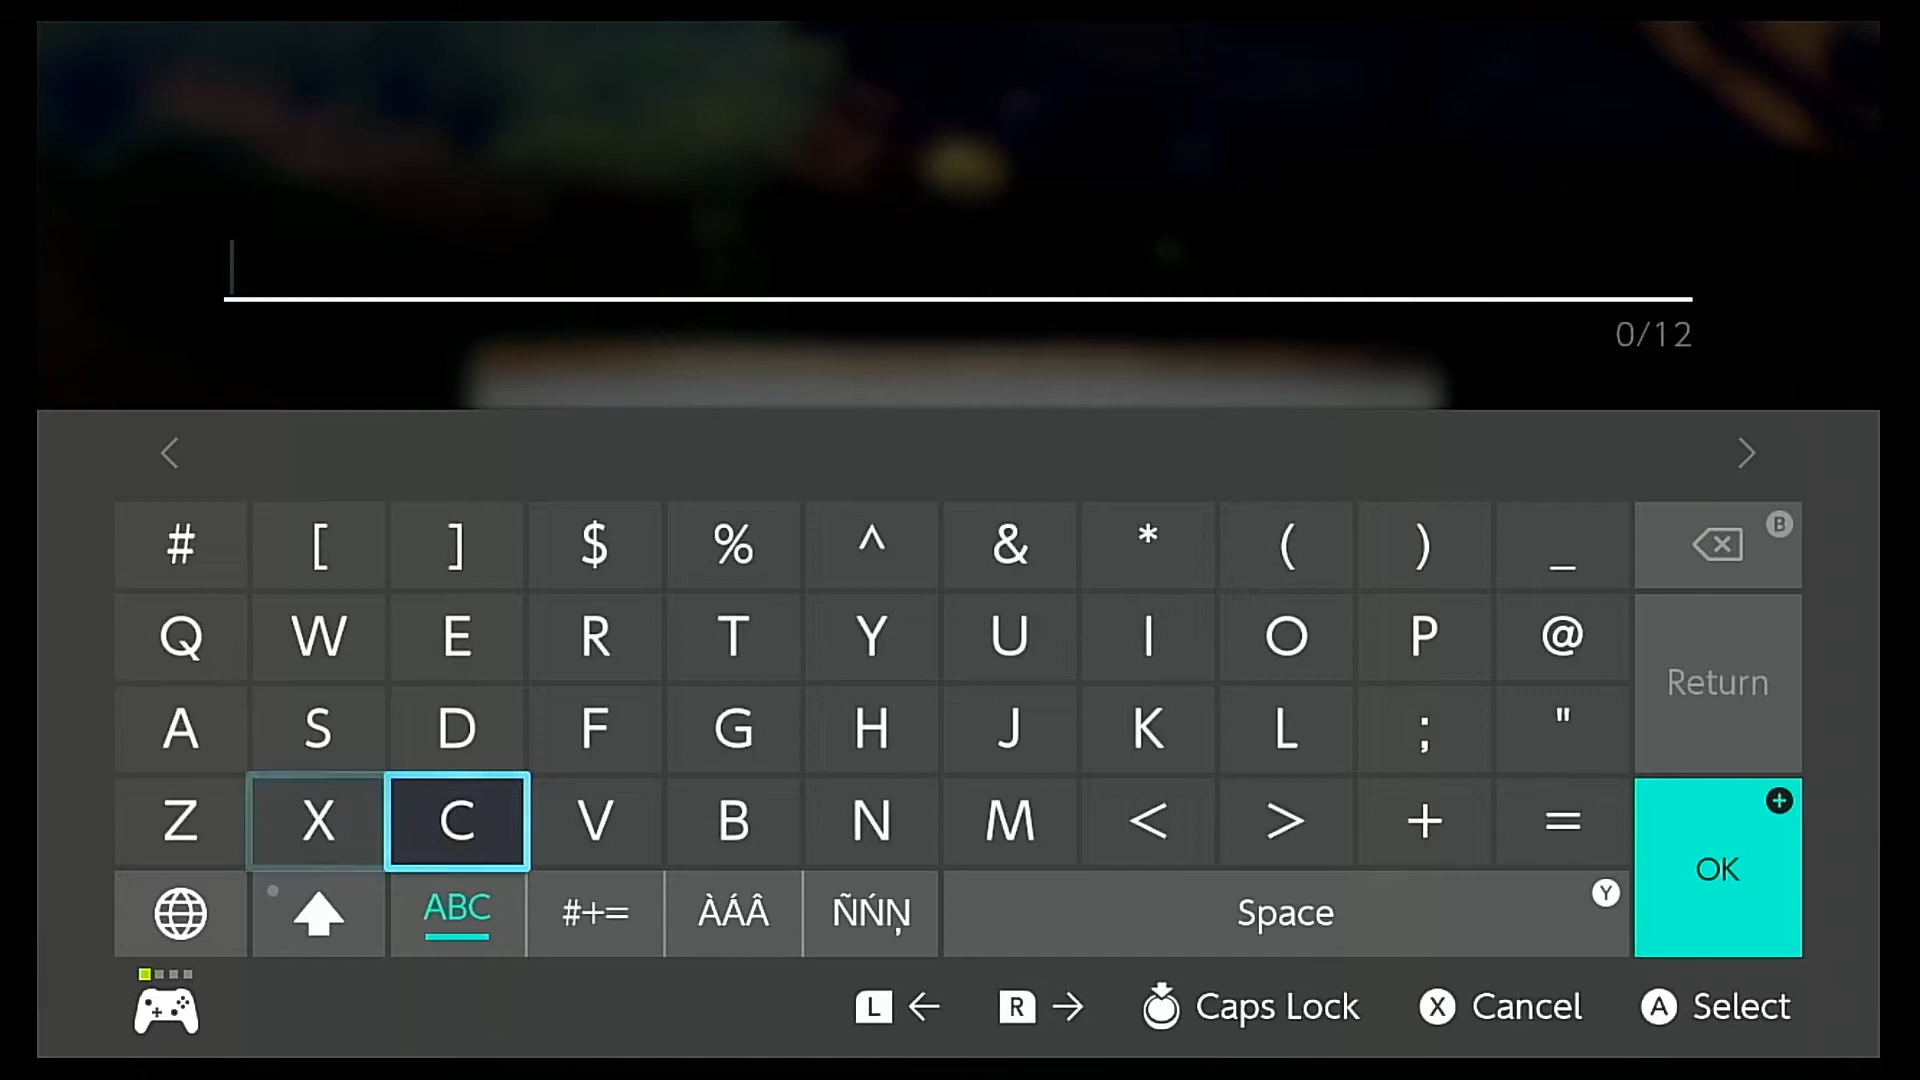 0/12
# [ ] $ % ^ & * ( ) _ B
Q W E R T Y U I O P @ Return
A S D F G H J K L ; "
Z X C V B N M < > + = OK
ABC #+= ÀÁÂ ÑŃŅ Space Y
L ← R → Caps Lock X Cancel A Select